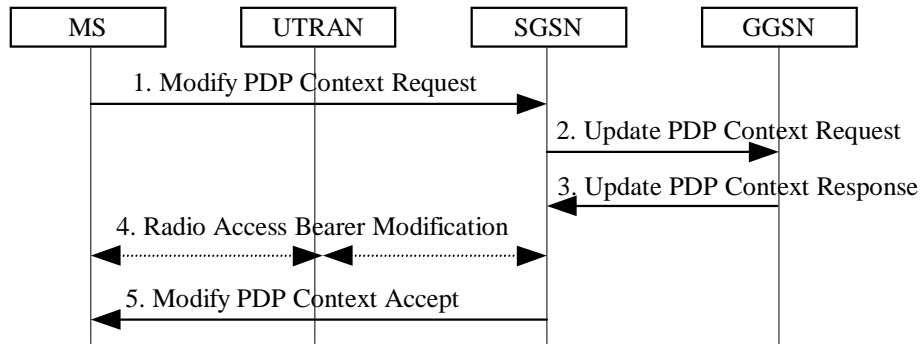 MS UTRAN SGSN GGSN
1. Modify PDP Context Request
2. Update PDP Context Request
3. Update PDP Context Response
4. Radio Access Bearer Modification
5. Modify PDP Context Accept